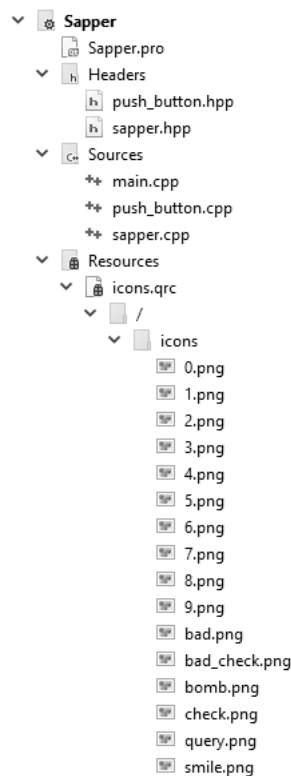 Sapper
Sapper.pro
Headers
push_button.hpp
sapper.hpp
Sources
main.cpp
push_button.cpp
sapper.cpp
Resources
icons.qrc
/
icons
0.png
1.png
2.png
3.png
4.png
5.png
6.png
7.png
8.png
9.png
bad.png
bad_check.png
bomb.png
check.png
query.png
smile.png